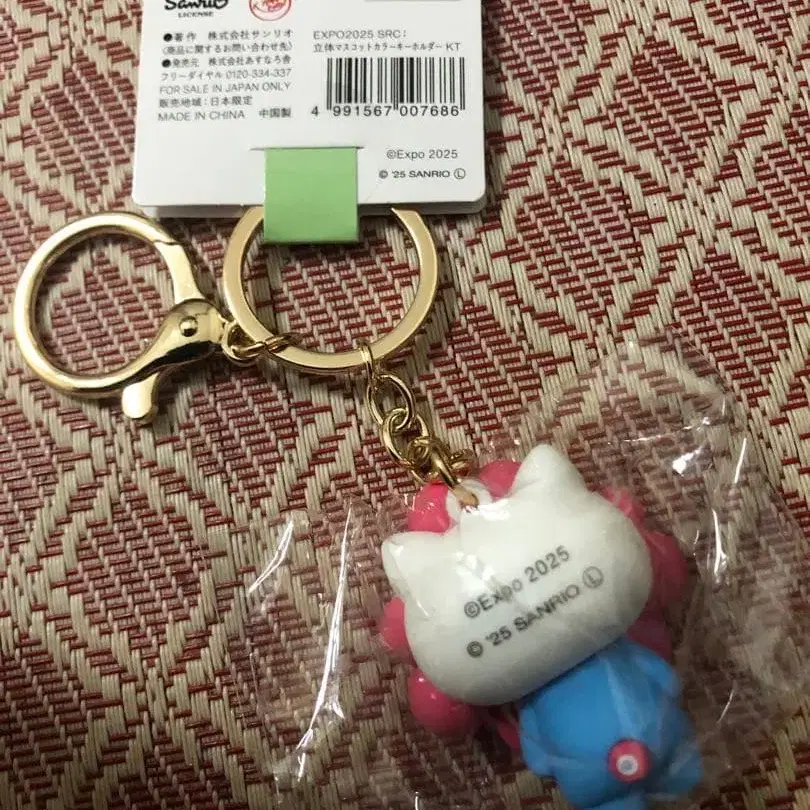 Sanrio
LICENSE
●著作 株式会社サンリオ
(商品に関するお問い合わせ先)
●発売元 株式会社あすなろ舎
フリーダイヤル 0120-334-337
FOR SALE IN JAPAN ONLY
販売地域:日本限定
MADE IN CHINA 中国製
EXPO2025 SRC:
立体マスコットカラーキーホルダー KT
4 991567 007686
©Expo 2025
© '25 SANRIO Ⓛ
©Expo 2025
© '25 SANRIO Ⓛ